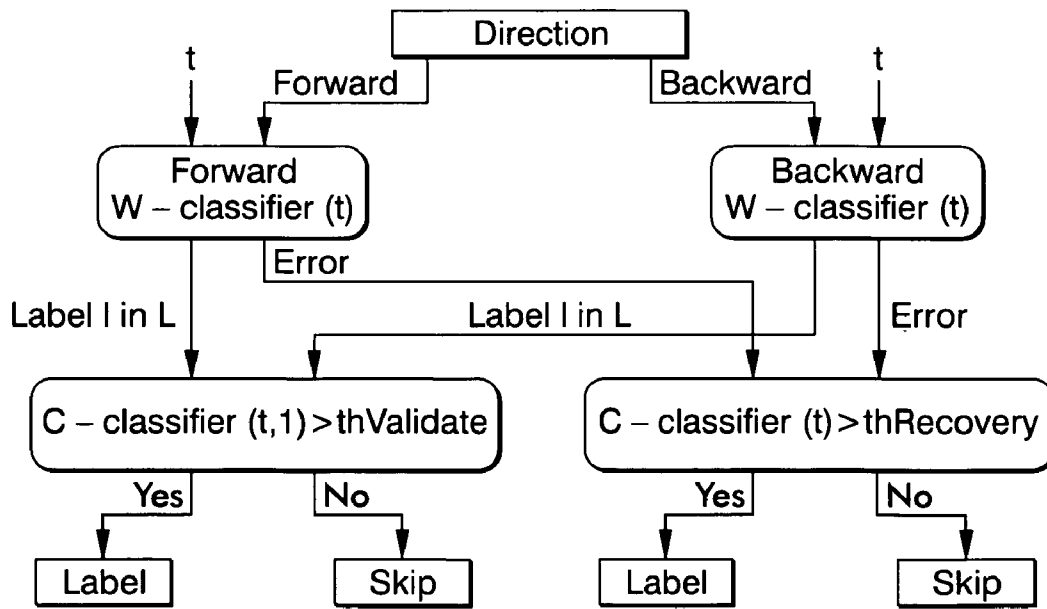 Direction
t
Forward
Backward
t
Forward
W – classifier (t)
Backward
W – classifier (t)
Error
Label l in L
Label l in L
Error
C – classifier (t,1)>thValidate
C – classifier (t)>thRecovery
Yes
No
Yes
No
Label
Skip
Label
Skip